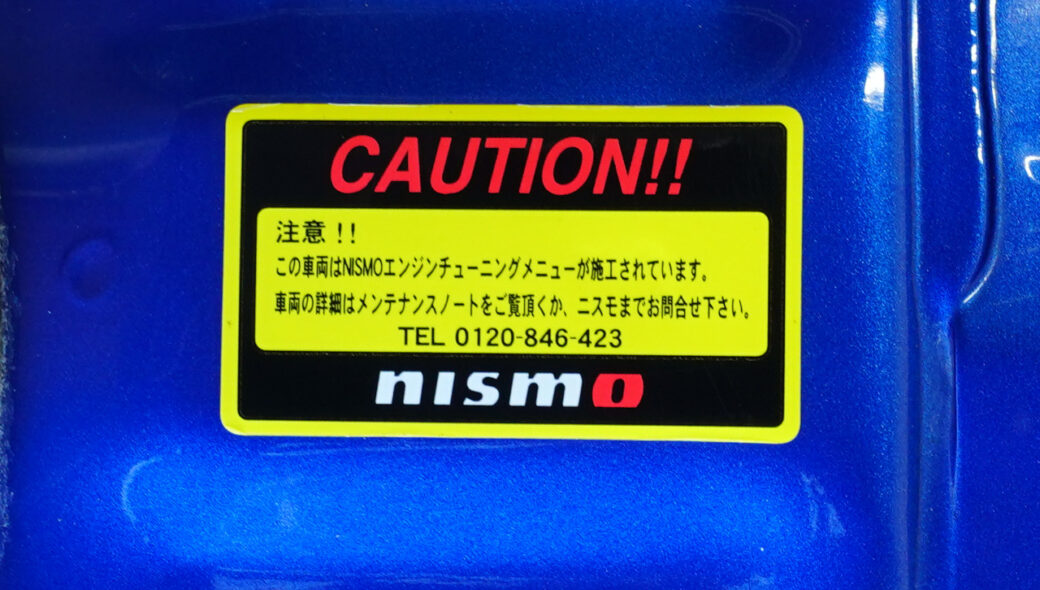 CAUTION!!
注意!!
この車両はNISMOエンジンチューニングメニューが施工されています。
車両の詳細はメンテナンスノートをご覧頂くか、ニスモまでお問合せ下さい。
TEL 0120-846-423
nismo